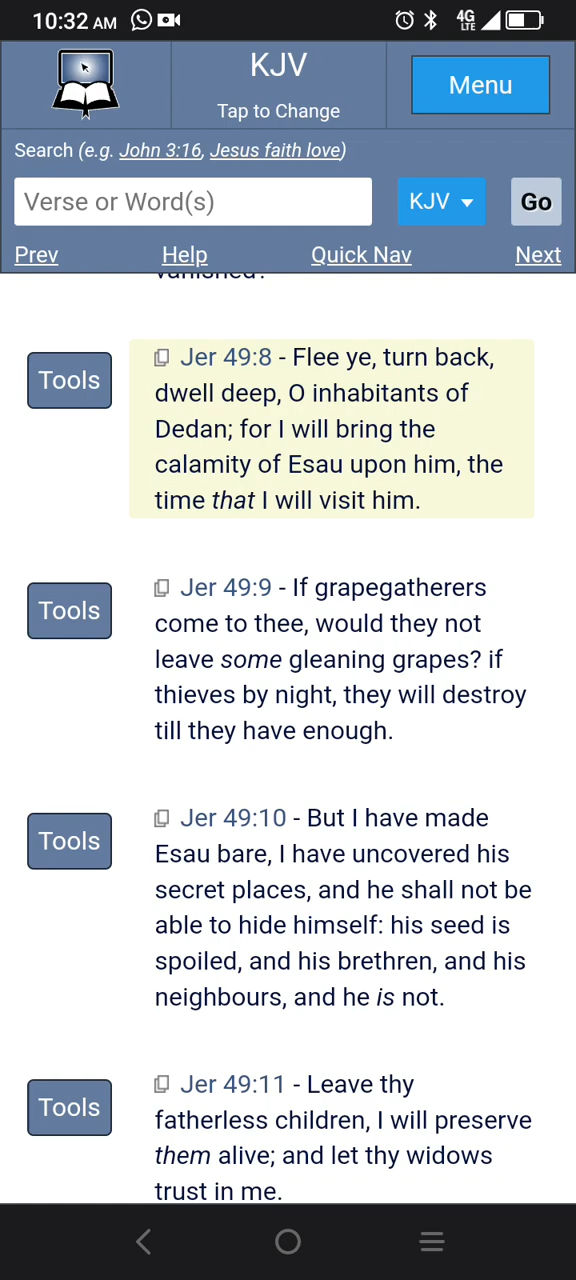 10:32 AM
4G
LTE
KJV
Tap to Change
Menu
Search (e.g. John 3:16, Jesus faith love)
Verse or Word(s)
KJV
Go
Prev Help Quick Nav Next
vanished?
Tools
Jer 49:8 - Flee ye, turn back,
dwell deep, O inhabitants of
Dedan; for I will bring the
calamity of Esau upon him, the
time that I will visit him.
Tools
Jer 49:9 - If grapegatherers
come to thee, would they not
leave some gleaning grapes? if
thieves by night, they will destroy
till they have enough.
Tools
Jer 49:10 - But I have made
Esau bare, I have uncovered his
secret places, and he shall not be
able to hide himself: his seed is
spoiled, and his brethren, and his
neighbours, and he is not.
Tools
Jer 49:11 - Leave thy
fatherless children, I will preserve
them alive; and let thy widows
trust in me.